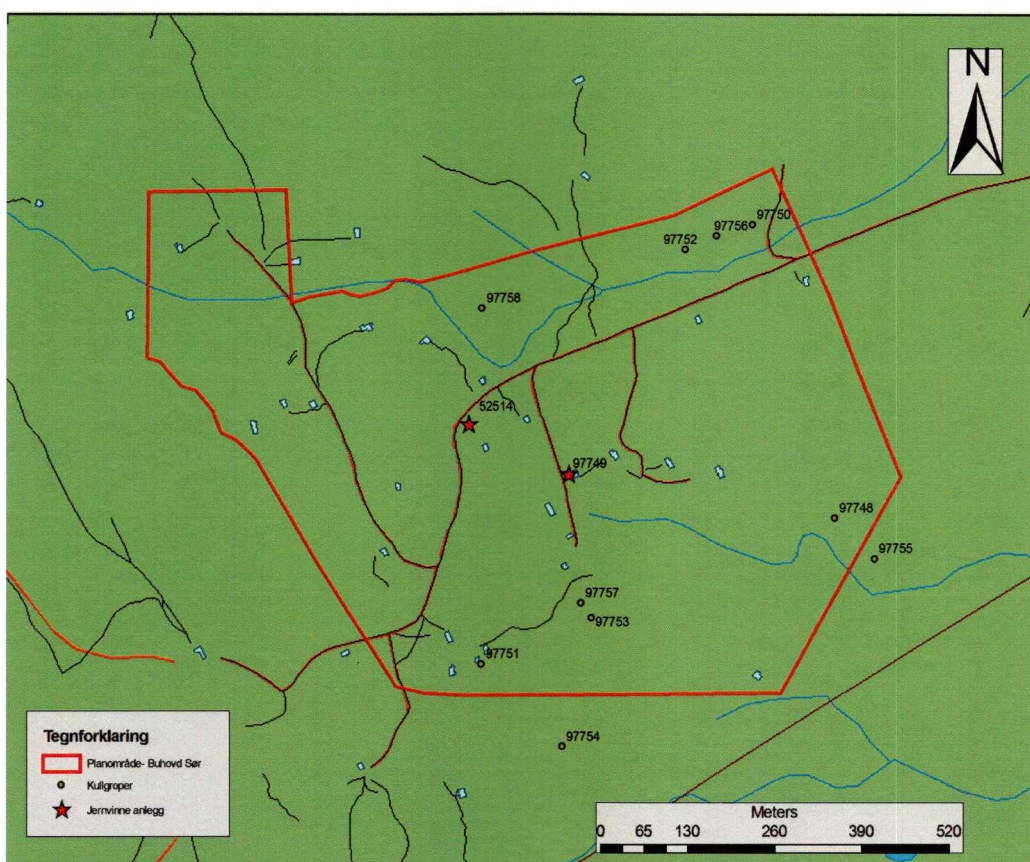 N
97750
97756
97752
97758
52514
97749
97748
97755
97757
97753
97751
97754
Tegnforklaring
Planområde- Buhovd Sør
Kullgroper
Jernvinne anlegg
Meters
0 65 130 260 390 520